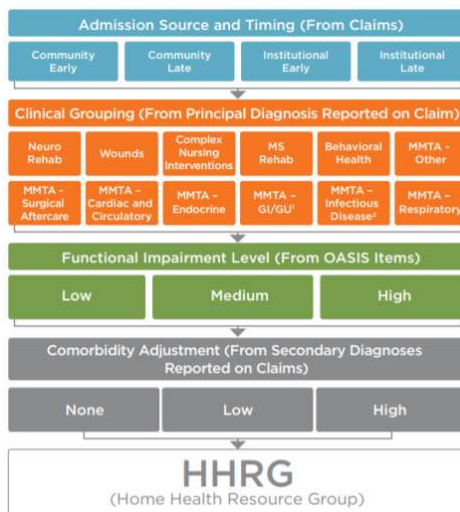 Admission Source and Timing (From Claims)
Community Early
Community Late
Institutional Early
Institutional Late
Clinical Grouping (From Principal Diagnosis Reported on Claim)
Neuro Rehab
Wounds
Complex Nursing Interventions
MS Rehab
Behavioral Health
MMTA - Other
MMTA - Surgical Aftercare
MMTA - Cardiac and Circulatory
MMTA - Endocrine
MMTA - GI/GU¹
MMTA - Infectious Disease²
MMTA - Respiratory
Functional Impairment Level (From OASIS Items)
Low
Medium
High
Comorbidity Adjustment (From Secondary Diagnoses
Reported on Claims)
None
Low
High
HHRG
(Home Health Resource Group)